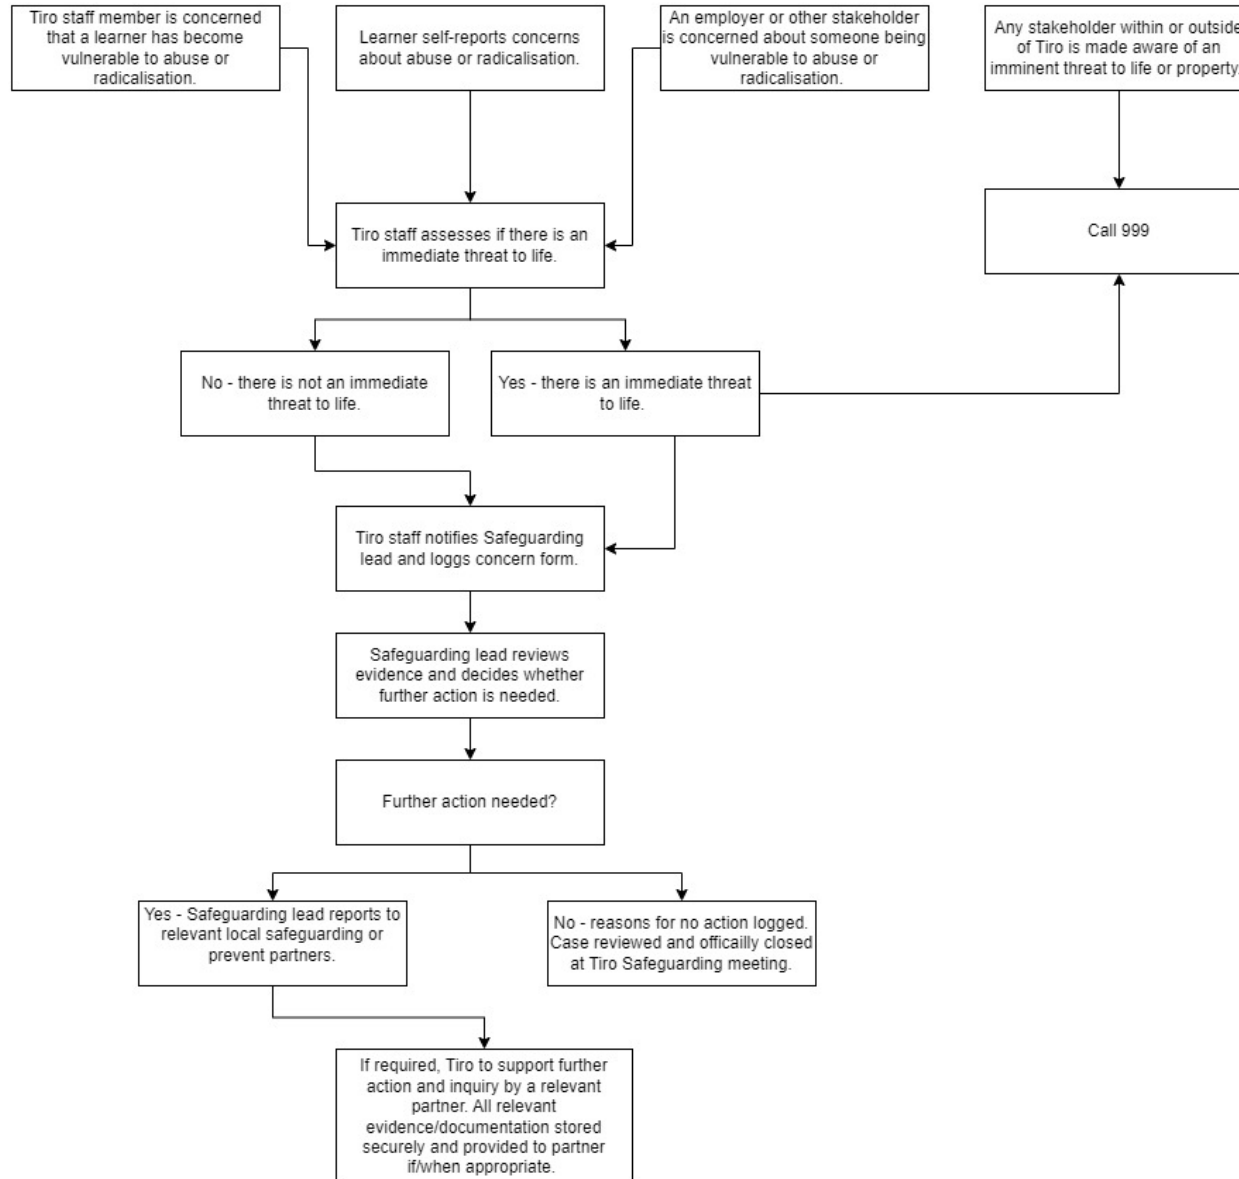 Tiro staff member is concerned
that a learner has become
vulnerable to abuse or
radicalisation.
Learner self-reports concerns
about abuse or radicalisation.
An employer or other stakeholder
is concerned about someone being
vulnerable to abuse or
radicalisation.
Any stakeholder within or outside
of Tiro is made aware of an
imminent threat to life or property.
Tiro staff assesses if there is an
immediate threat to life.
Call 999
No - there is not an immediate
threat to life.
Yes - there is an immediate threat
to life.
Tiro staff notifies Safeguarding
lead and loggs concern form.
Safeguarding lead reviews
evidence and decides whether
further action is needed.
Further action needed?
Yes - Safeguarding lead reports to
relevant local safeguarding or
prevent partners.
No - reasons for no action logged.
Case reviewed and officailly closed
at Tiro Safeguarding meeting.
If required, Tiro to support further
action and inquiry by a relevant
partner. All relevant
evidence/documentation stored
securely and provided to partner
if/when appropriate.